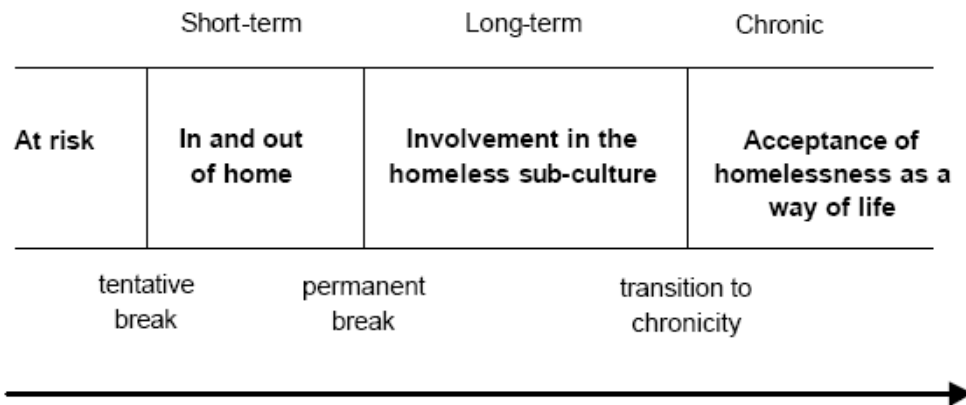 Short-term Long-term Chronic
At risk
In and out
of home
Involvement in the
homeless sub-culture
Acceptance of
homelessness as a
way of life
tentative
break
permanent
break
transition to
chronicity